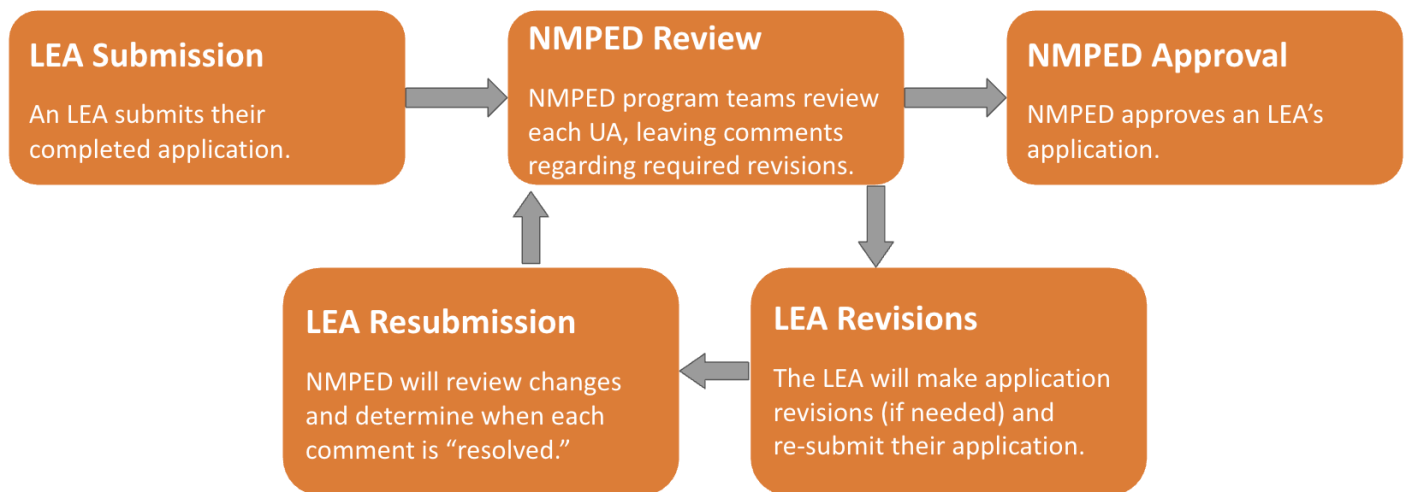 LEA Submission
An LEA submits their
completed application.
NMPED Review
NMPED program teams review
each UA, leaving comments
regarding required revisions.
NMPED Approval
NMPED approves an LEA’s
application.
LEA Resubmission
NMPED will review changes
and determine when each
comment is “resolved.”
LEA Revisions
The LEA will make application
revisions (if needed) and
re-submit their application.